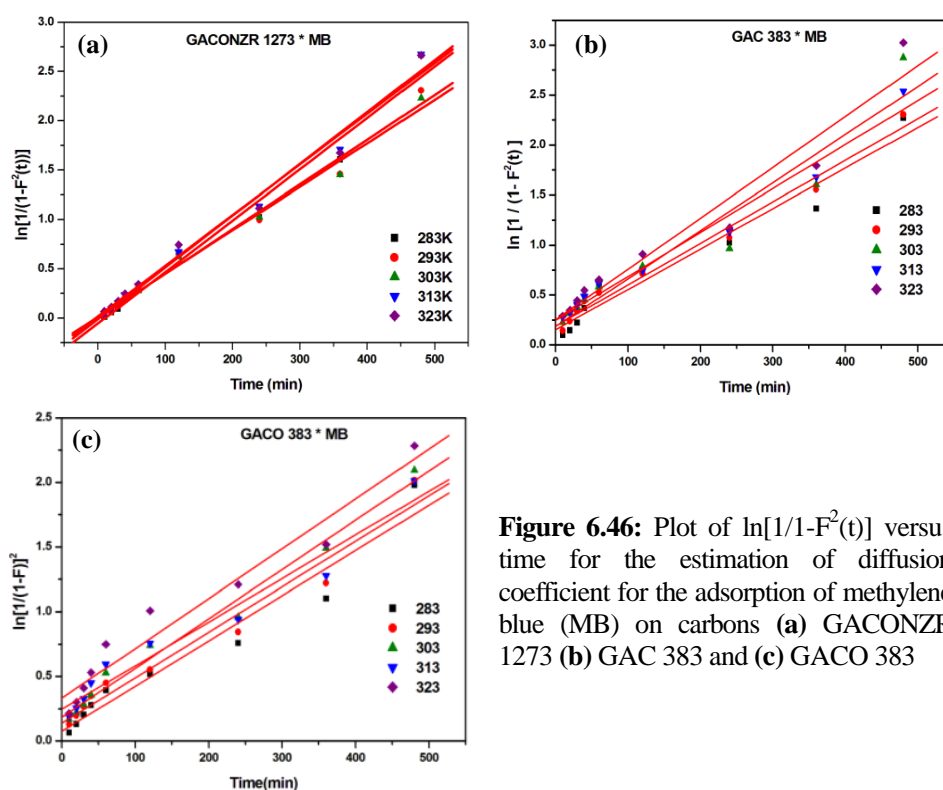 (a)
GACONZR 1273 * MB
ln[1/(1-F²(t))]
3.0
2.5
2.0
1.5
1.0
0.5
0.0
283K
293K
303K
313K
323K
0 100 200 300 400 500
Time (min)
(b)
GAC 383 * MB
ln [1 / (1- F²(t) ]
3.0
2.5
2.0
1.5
1.0
0.5
0.0
283
293
303
313
323
0 100 200 300 400 500
Time (min)
(c)
GACO 383 * MB
ln[1/(1-F)]²
2.5
2.0
1.5
1.0
0.5
0.0
283
293
303
313
323
0 100 200 300 400 500
Time(min)
Figure 6.46: Plot of ln[1/1-F²(t)] versu
time for the estimation of diffusion
coefficient for the adsorption of methylene
blue (MB) on carbons (a) GACONZR
1273 (b) GAC 383 and (c) GACO 383